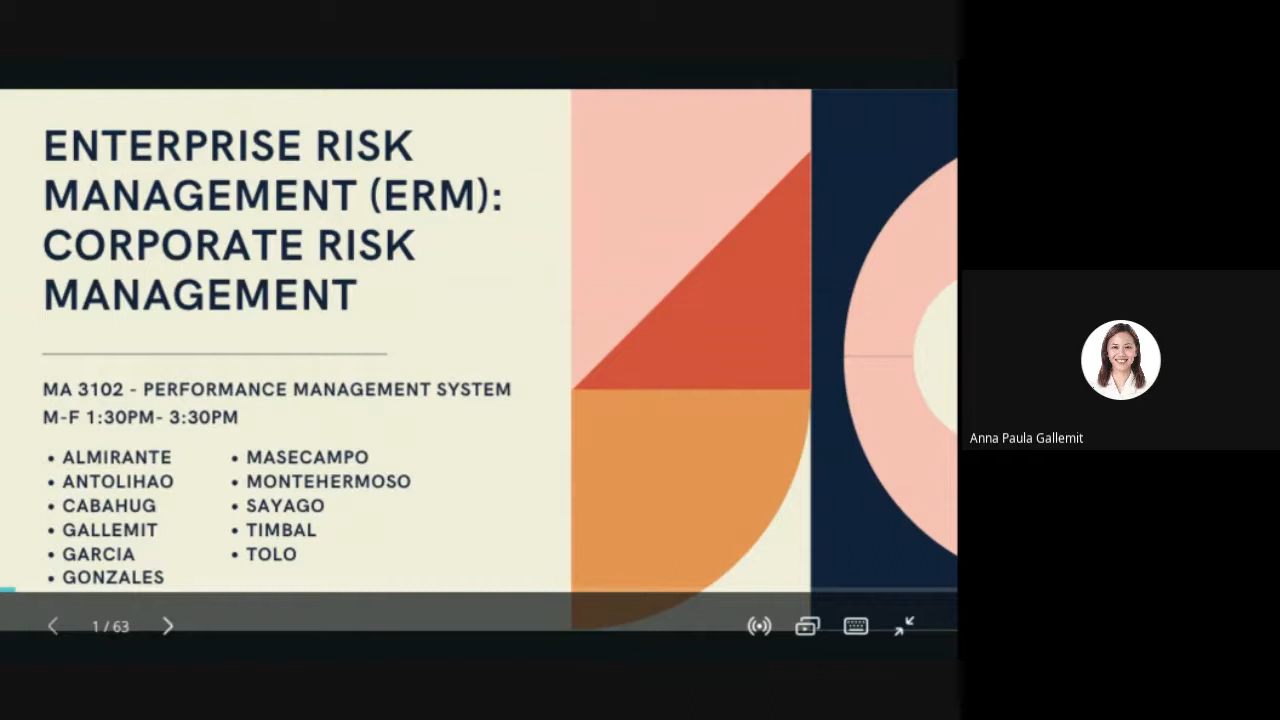 ENTERPRISE RISK
MANAGEMENT (ERM):
CORPORATE RISK
MANAGEMENT
MA 3102 - PERFORMANCE MANAGEMENT SYSTEM
M-F 1:30PM- 3:30PM
• ALMIRANTE
• ANTOLIHAO
• CABAHUG
• GALLEMIT
• GARCIA
• GONZALES
• MASECAMPO
• MONTEHERMOSO
• SAYAGO
• TIMBAL
• TOLO
1 / 63
Anna Paula Gallemit